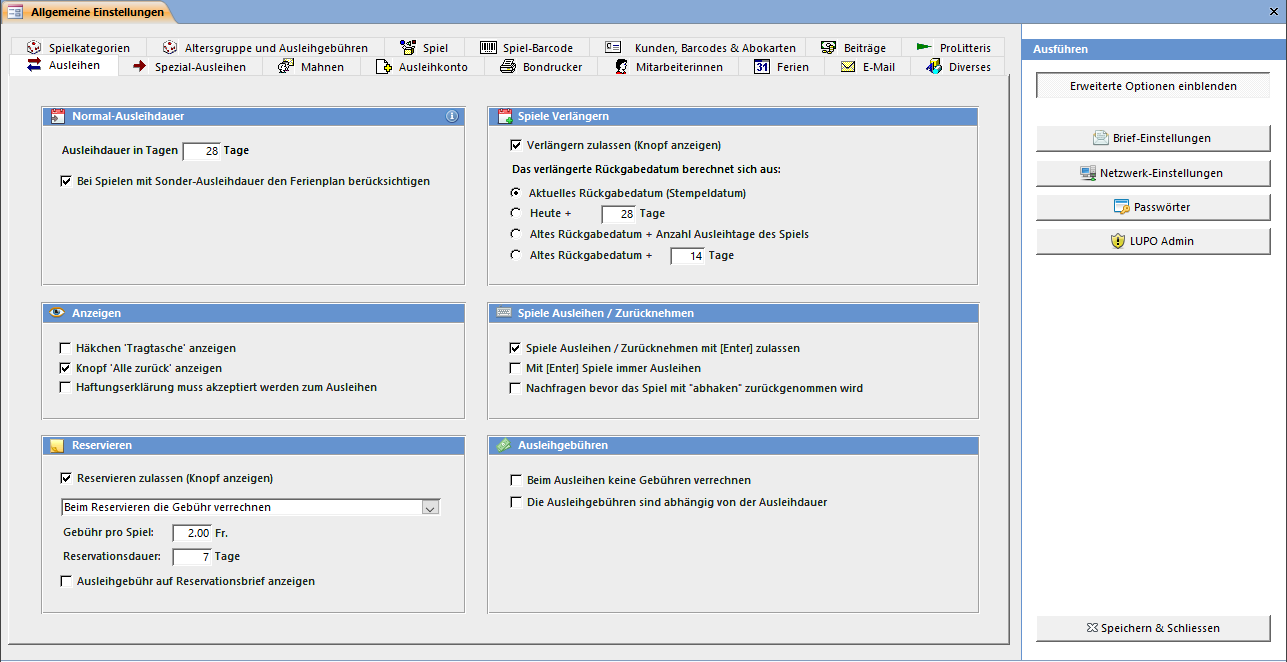 Allgemeine Einstellungen
Spielkategorien
Altersgruppe und Ausleihgebühren
Spiel
Spiel-Barcode
Kunden, Barcodes & Abokarten
Beiträge
ProLitteris
Ausleihen
Spezial-Ausleihen
Mahnen
Ausleihkonto
Bondrucker
Mitarbeiterinnen
31
Ferien
E-Mail
Diverses
Normal-Ausleihdauer
Ausleihdauer in Tagen 28 Tage
Bei Spielen mit Sonder-Ausleihdauer den Ferienplan berücksichtigen
Spiele Verlängern
Verlängern zulassen (Knopf anzeigen)
Das verlängerte Rückgabedatum berechnet sich aus:
Aktuelles Rückgabedatum (Stempeldatum)
Heute + 28 Tage
Altes Rückgabedatum + Anzahl Ausleihtage des Spiels
Altes Rückgabedatum + 14 Tage
Anzeigen
Häkchen 'Tragtasche' anzeigen
Knopf 'Alle zurück' anzeigen
Haftungserklärung muss akzeptiert werden zum Ausleihen
Spiele Ausleihen / Zurücknehmen
Spiele Ausleihen / Zurücknehmen mit [Enter] zulassen
Mit [Enter] Spiele immer Ausleihen
Nachfragen bevor das Spiel mit "abhaken" zurückgenommen wird
Reservieren
Reservieren zulassen (Knopf anzeigen)
Beim Reservieren die Gebühr verrechnen
Gebühr pro Spiel: 2.00 Fr.
Reservationsdauer: 7 Tage
Ausleihgebühr auf Reservationsbrief anzeigen
Ausleihgebühren
Beim Ausleihen keine Gebühren verrechnen
Die Ausleihgebühren sind abhängig von der Ausleihdauer
Ausführen
Erweiterte Optionen einblenden
Brief-Einstellungen
Netzwerk-Einstellungen
Passwörter
LUPO Admin
Speichern & Schliessen